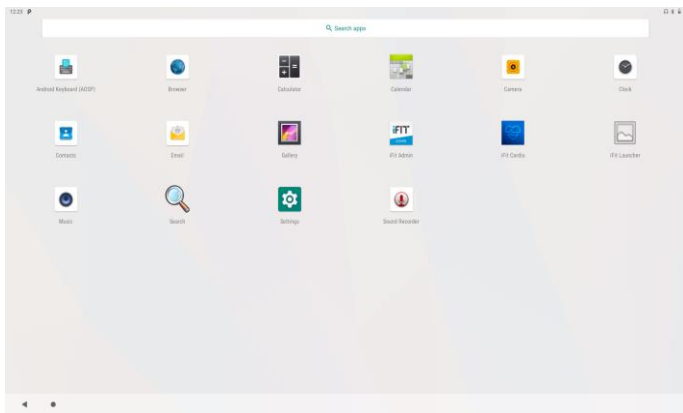 12:23 P
Search apps
Android Keyboard (AOSP)
Browser
Calculator
Calendar
Camera
Clock
Contacts
Email
Gallery
iFIT
iFit Admin
iFit Cardio
iFit Launcher
Music
Search
Settings
Sound Recorder